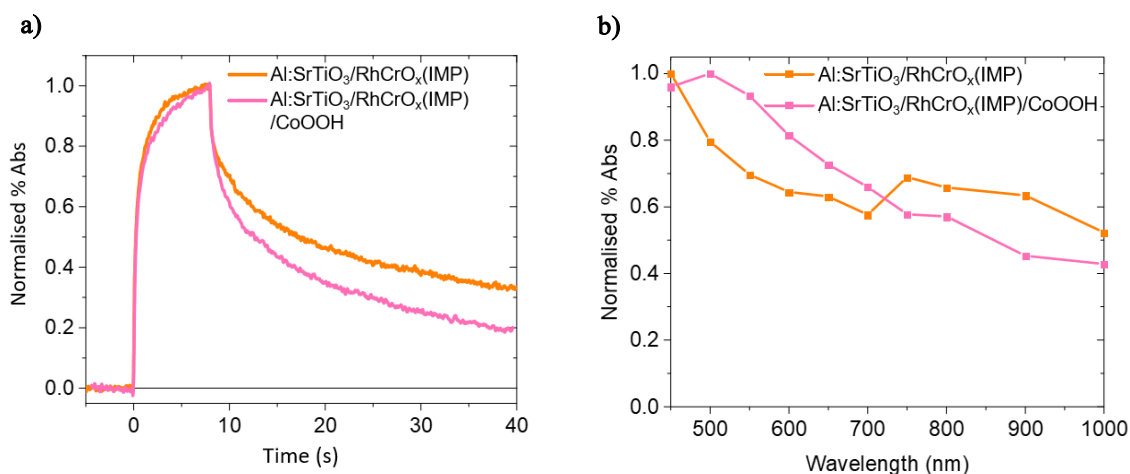 a)
Al:SrTiO₃/RhCrOₓ(IMP)
Al:SrTiO₃/RhCrOₓ(IMP)
/CoOOH
1.0
0.8
0.6
0.4
0.2
0.0
Normalised % Abs
0 10 20 30 40
Time (s)
b)
Al:SrTiO₃/RhCrOₓ(IMP)
Al:SrTiO₃/RhCrOₓ(IMP)/CoOOH
1.0
0.8
0.6
0.4
0.2
0.0
Normalised % Abs
500 600 700 800 900 1000
Wavelength (nm)